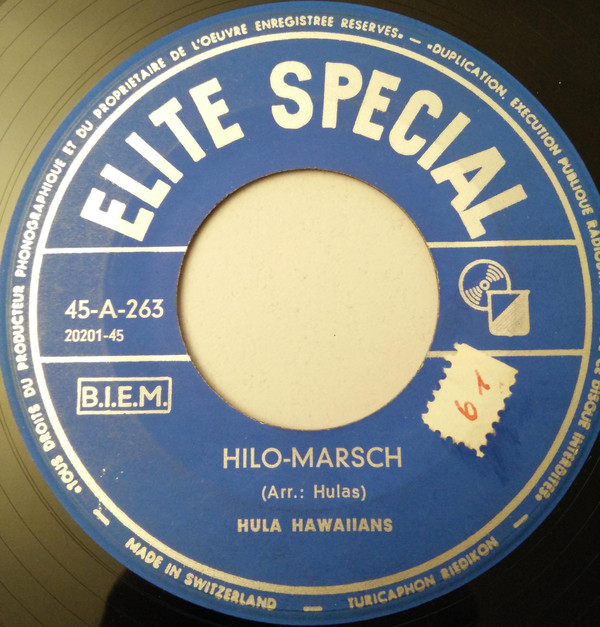 «TOUS DROITS DU PRODUCTEUR PHONOGRAPHIQUE ET DU PROPRIETAIRE DE L'OEUVRE ENREGISTREE RESERVES» — «DUPLICATION, EXECUTION PUBLIQUE
CE DISQUE INTERDITES»
ELITE SPECIAL
45-A-263
20201-45
B.I.E.M.
61
HILO-MARSCH
(Arr.: Hulas)
HULA HAWAIIANS
MADE IN SWITZERLAND — TURICAPHON RIEDIKON